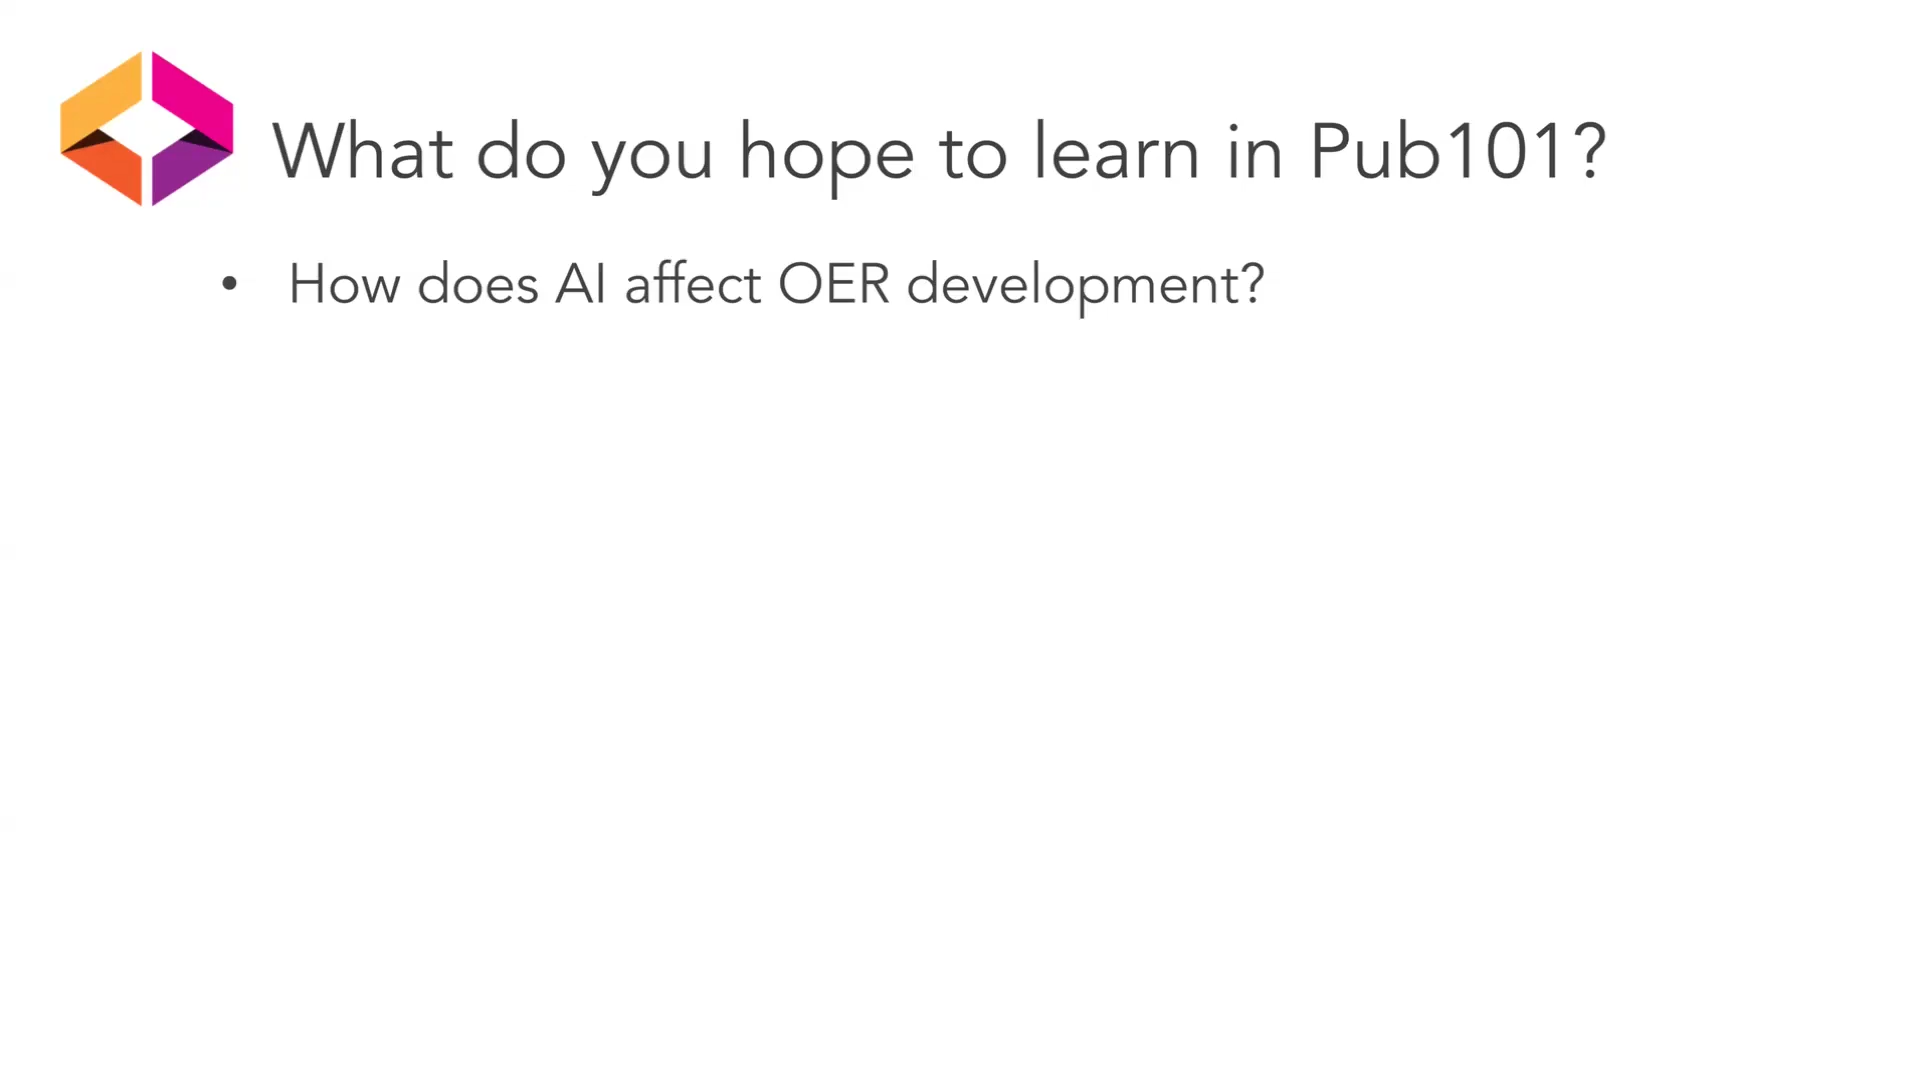 What do you hope to learn in Pub101?
• How does AI affect OER development?